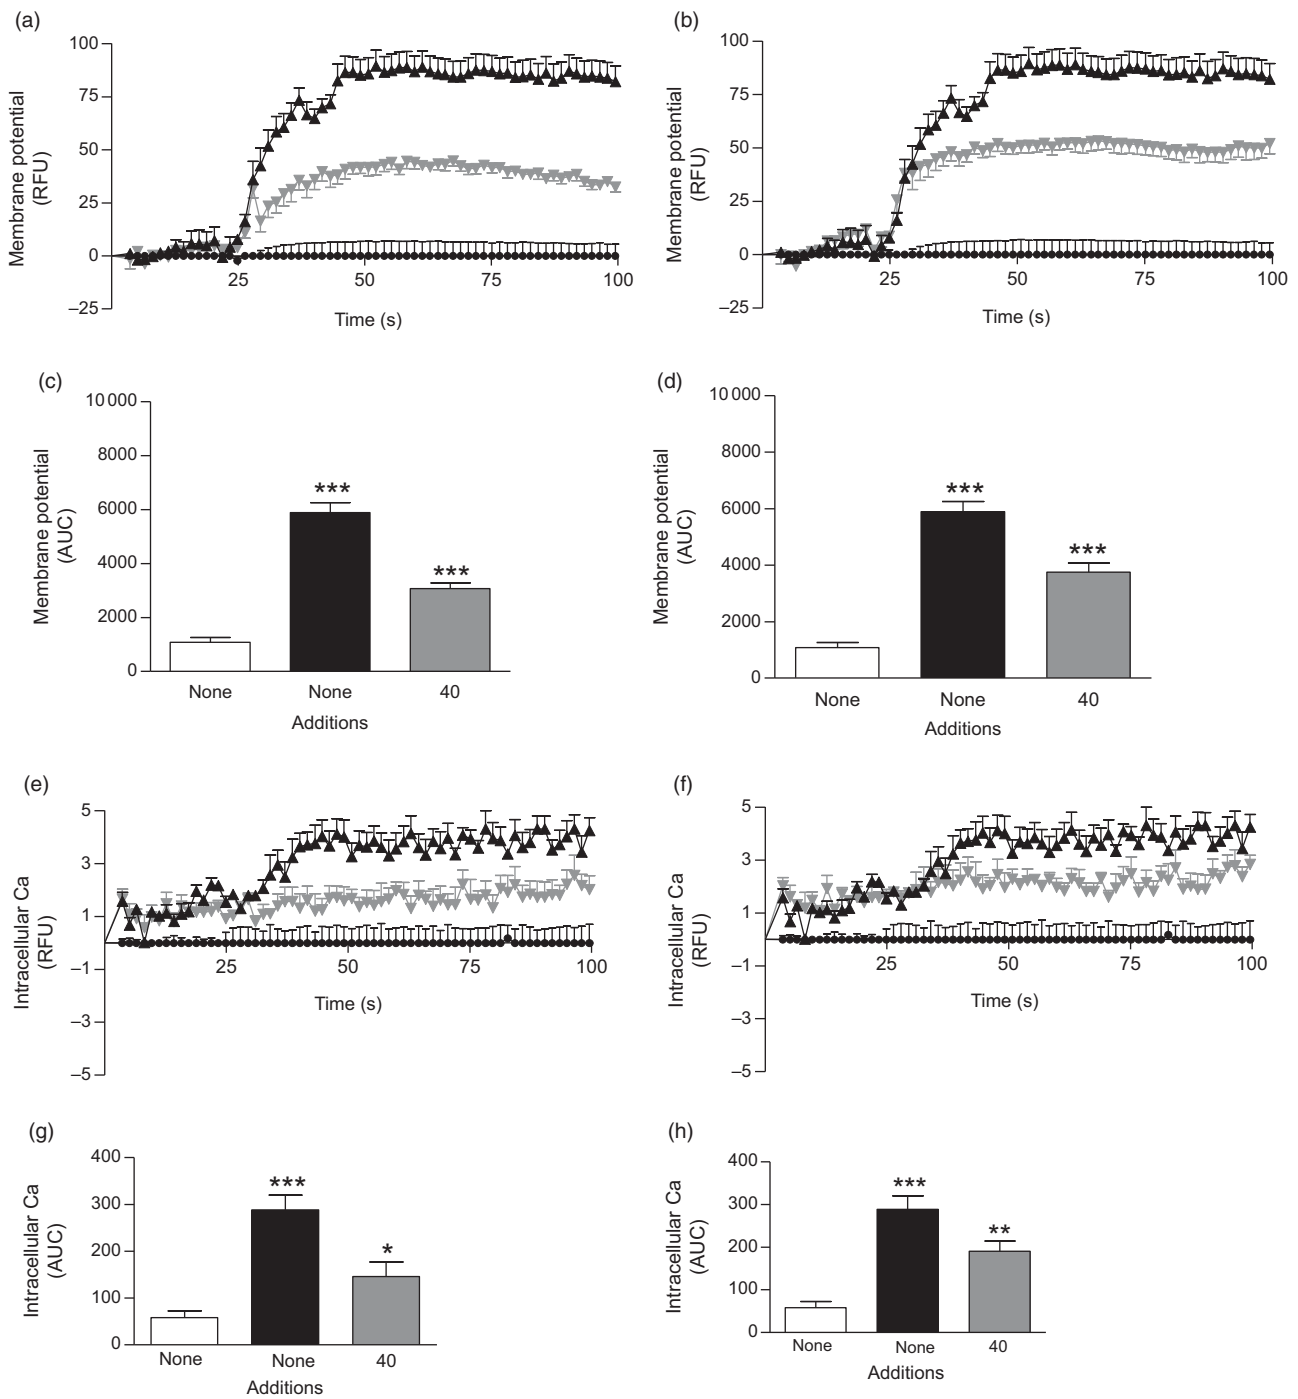 (a)
100
75
50
25
0
–25
Membrane potential
(RFU)
25
50
75
100
Time (s)
(b)
100
75
50
25
0
–25
Membrane potential
(RFU)
25
50
75
100
Time (s)
(c)
10 000
8000
6000
4000
2000
0
Membrane potential
(AUC)
***
***
None
None
40
Additions
(d)
10 000
8000
6000
4000
2000
0
Membrane potential
(AUC)
***
***
None
None
40
Additions
(e)
5
3
1
–1
–3
–5
Intracellular Ca
(RFU)
25
50
75
100
Time (s)
(f)
5
3
1
–1
–3
–5
Intracellular Ca
(RFU)
25
50
75
100
Time (s)
(g)
400
300
200
100
0
Intracellular Ca
(AUC)
***
*
None
None
40
Additions
(h)
400
300
200
100
0
Intracellular Ca
(AUC)
***
**
None
None
40
Additions